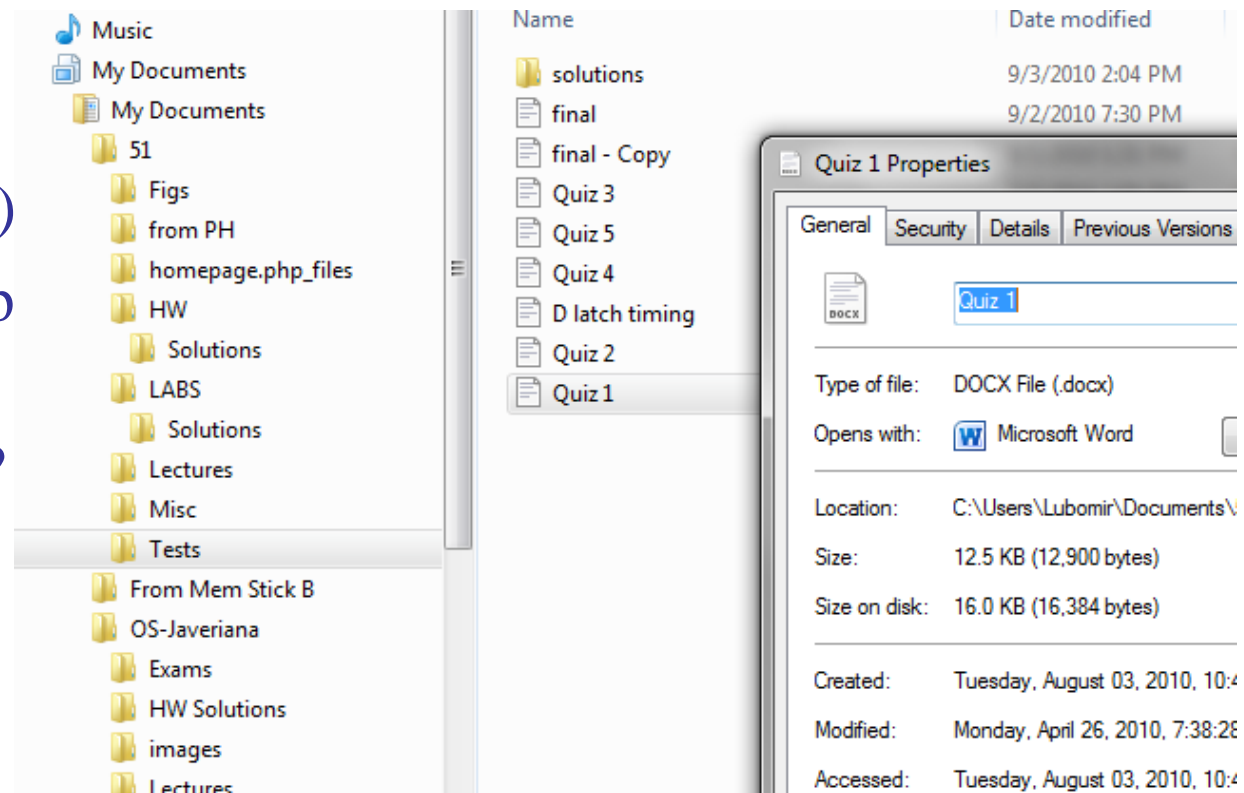 )
o
,
Music
My Documents
My Documents
51
Figs
from PH
homepage.php_files
HW
Solutions
LABS
Solutions
Lectures
Misc
Tests
From Mem Stick B
OS-Javeriana
Exams
HW Solutions
images
Lectures
Name Date modified
solutions 9/3/2010 2:04 PM
final 9/2/2010 7:30 PM
final - Copy
Quiz 3
Quiz 5
Quiz 4
D latch timing
Quiz 2
Quiz 1
Quiz 1 Properties
General Security Details Previous Versions
DOCX
Quiz 1
Type of file: DOCX File (.docx)
Opens with: Microsoft Word
Location: C:\Users\Lubomir\Documents\
Size: 12.5 KB (12,900 bytes)
Size on disk: 16.0 KB (16,384 bytes)
Created: Tuesday, August 03, 2010, 10:4
Modified: Monday, April 26, 2010, 7:38:28
Accessed: Tuesday, August 03, 2010, 10:4